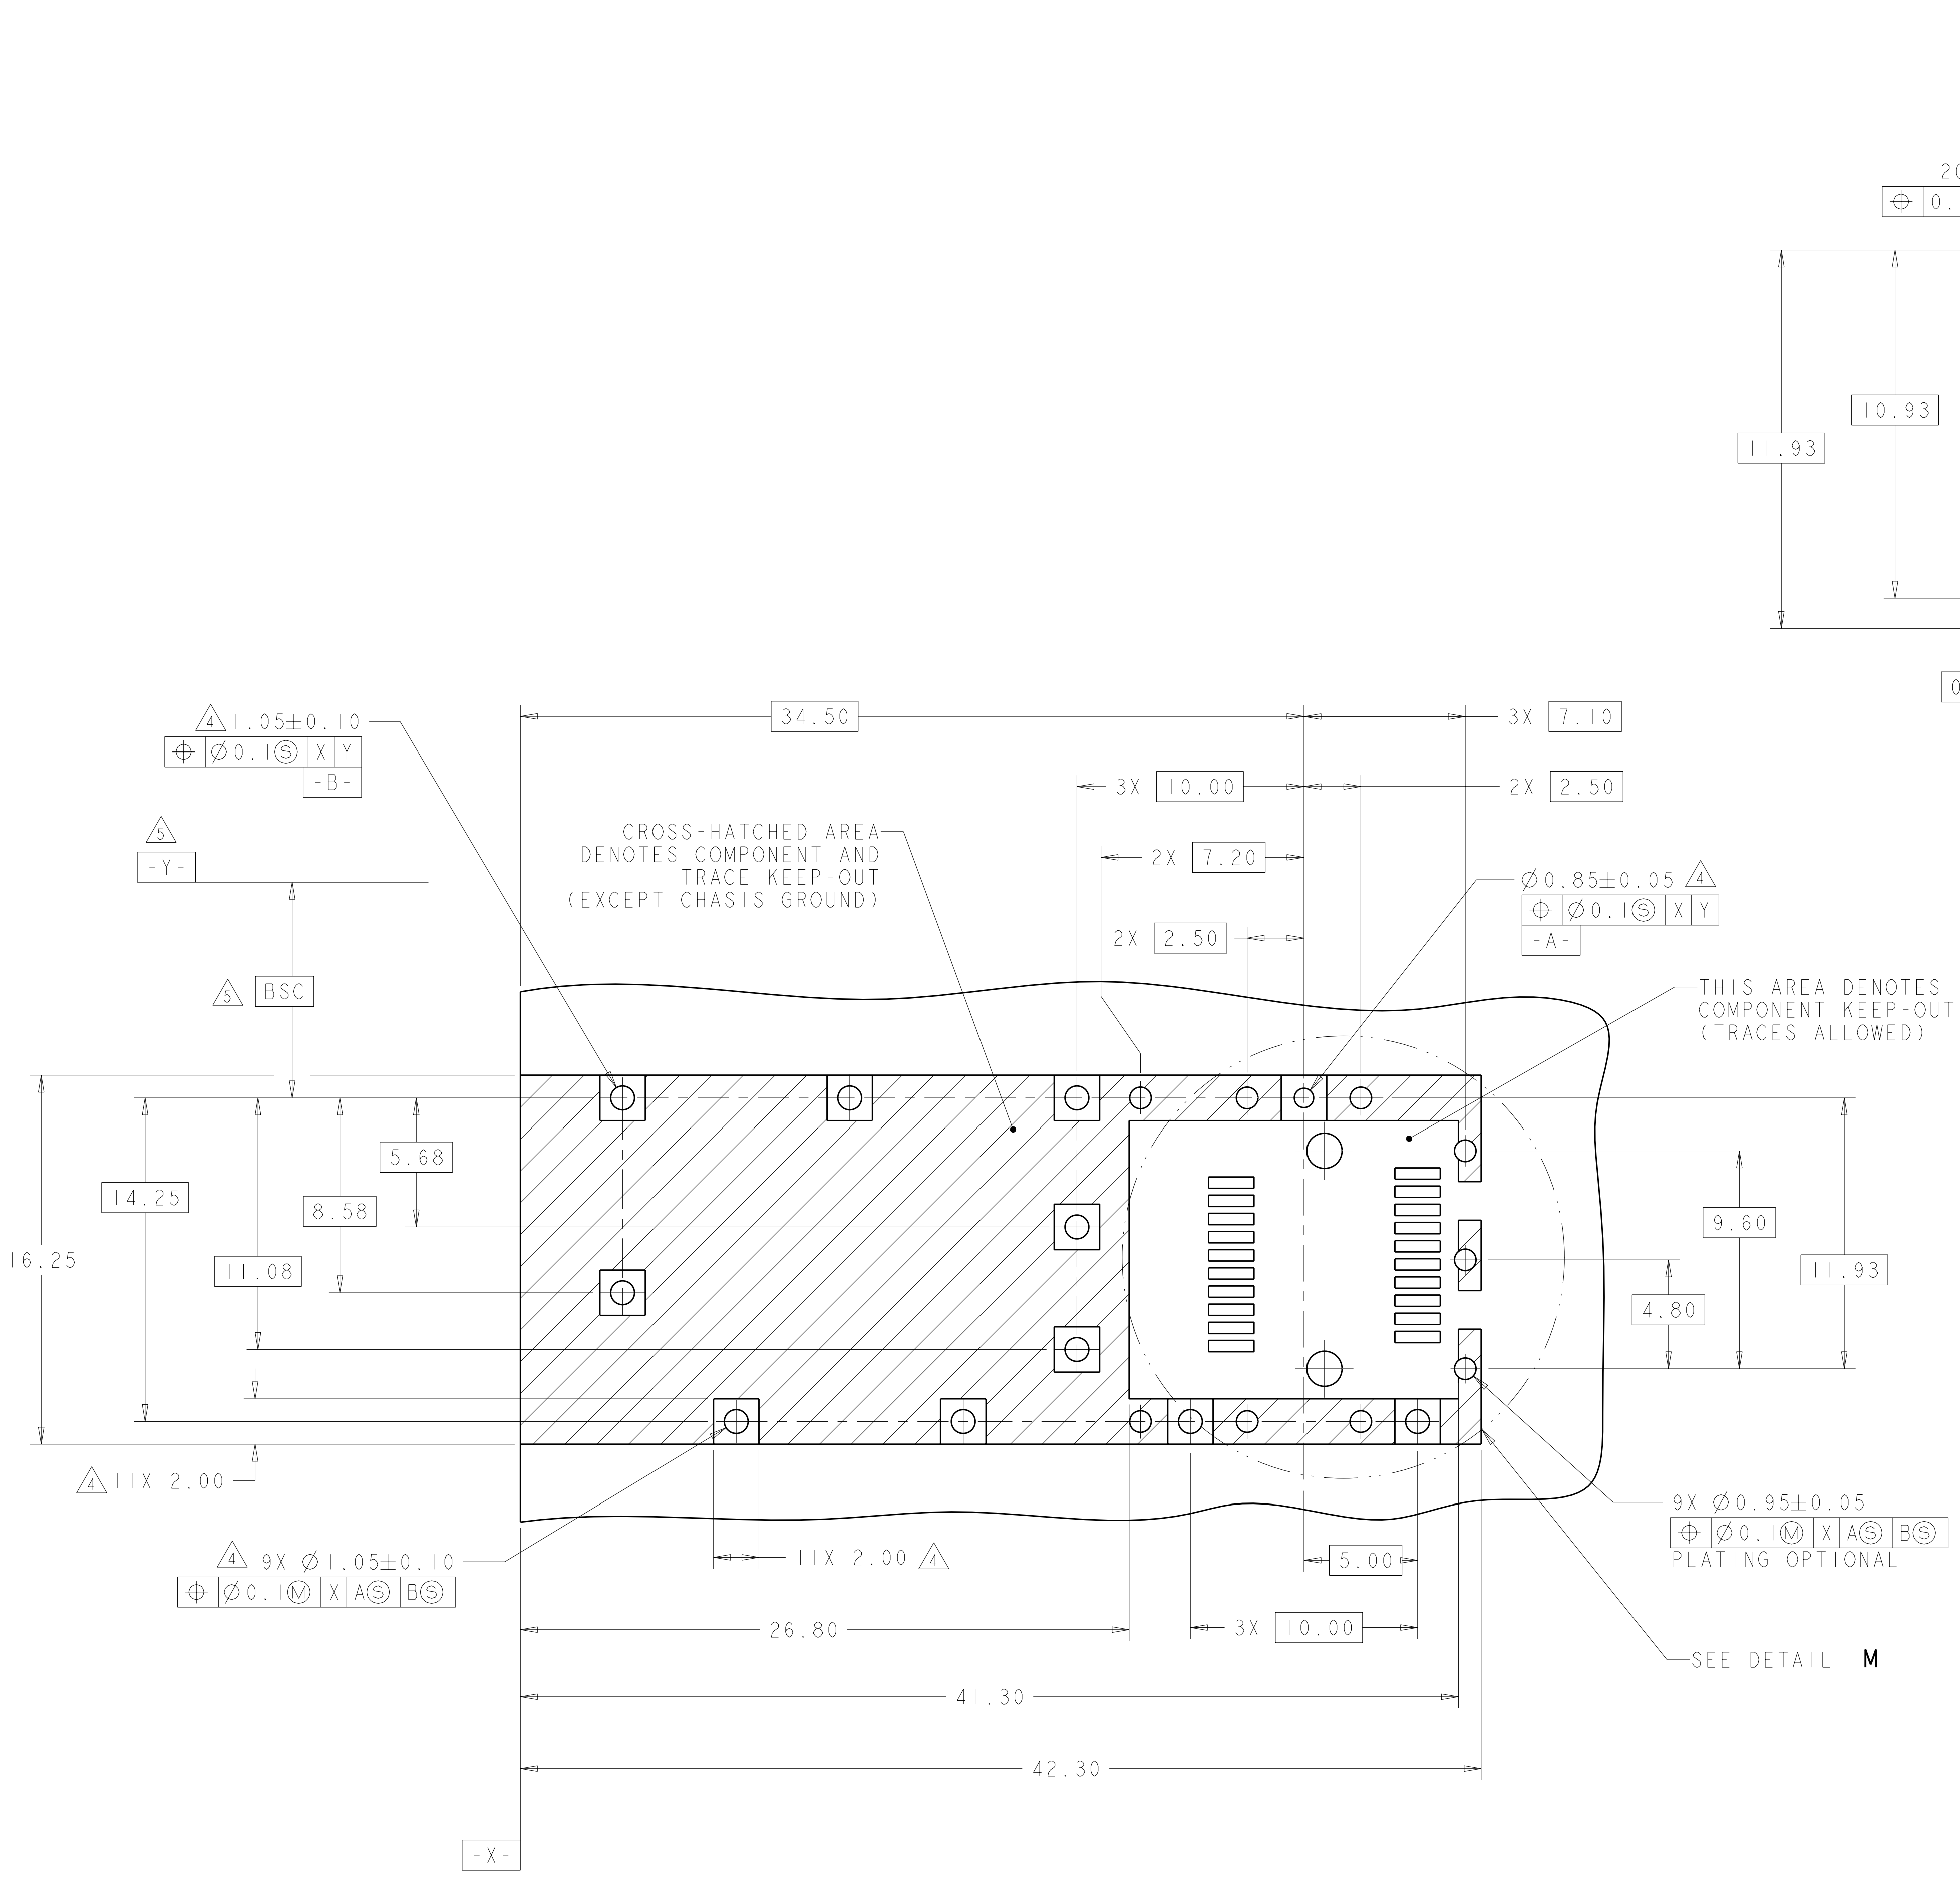 20
⌖ 0.
10.93
11.93
0
34.50
3X 7.10
4 1.05±0.10
⌖ Ø0.1Ⓢ X Y
-B-
3X 10.00
2X 2.50
5
-Y-
CROSS-HATCHED AREA
DENOTES COMPONENT AND
TRACE KEEP-OUT
(EXCEPT CHASIS GROUND)
2X 7.20
Ø0.85±0.05 4
⌖ Ø0.1Ⓢ X Y
-A-
2X 2.50
5 BSC
THIS AREA DENOTES
COMPONENT KEEP-OUT
(TRACES ALLOWED)
5.68
14.25
8.58
9.60
16.25
11.08
11.93
4.80
4 11X 2.00
9X Ø0.95±0.05
⌖ Ø0.1Ⓜ X AⓈ BⓈ
PLATING OPTIONAL
4 9X Ø1.05±0.10
⌖ Ø0.1Ⓜ X AⓈ BⓈ
11X 2.00 4
5.00
26.80
3X 10.00
SEE DETAIL M
41.30
42.30
-X-